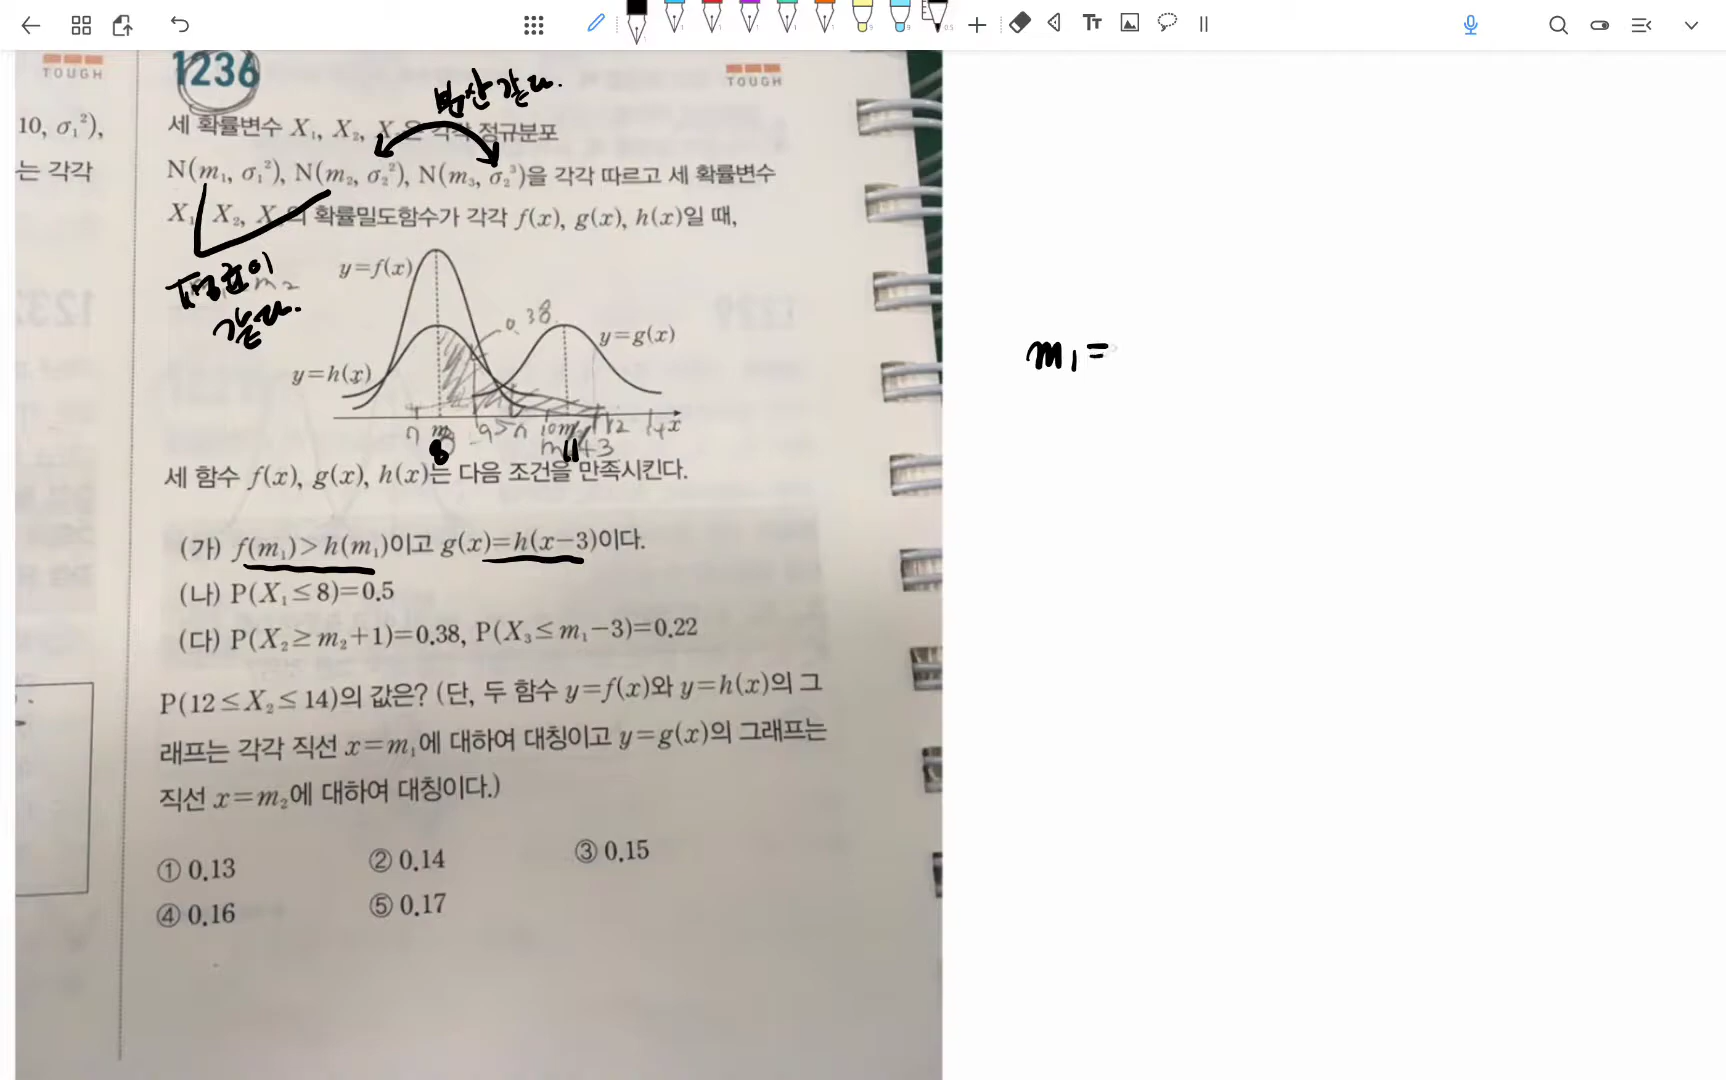 TOUGH
1236
TOUGH
분산 같다.
10, σ₁²),
는 각각
세 확률변수 X₁, X₂, X 은 각각 정규분포
N(m₁, σ₁²), N(m₂, σ₂²), N(m₃, σ₂³)을 각각 따르고 세 확률변수
X₁, X₂, X 의 확률밀도함수가 각각 f(x), g(x), h(x)일 때,
평균이
같다.
m₂
y=f(x)
0.38
y=g(x)
y=h(x)
7 9 10 12 14 x
8 11
세 함수 f(x), g(x), h(x)는 다음 조건을 만족시킨다.
(가) f(m₁)>h(m₁)이고 g(x)=h(x-3)이다.
(나) P(X₁≤8)=0.5
(다) P(X₂≥m₂+1)=0.38, P(X₃≤m₁-3)=0.22
P(12≤X₂≤14)의 값은? (단, 두 함수 y=f(x)와 y=h(x)의 그
래프는 각각 직선 x=m₁에 대하여 대칭이고 y=g(x)의 그래프는
직선 x=m₂에 대하여 대칭이다.)
① 0.13 ② 0.14 ③ 0.15
④ 0.16 ⑤ 0.17
m₁=